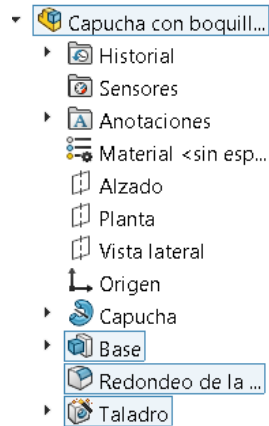 Capucha con boquill...
Historial
Sensores
Anotaciones
Material <sin esp...
Alzado
Planta
Vista lateral
Origen
Capucha
Base
Redondeo de la ...
Taladro